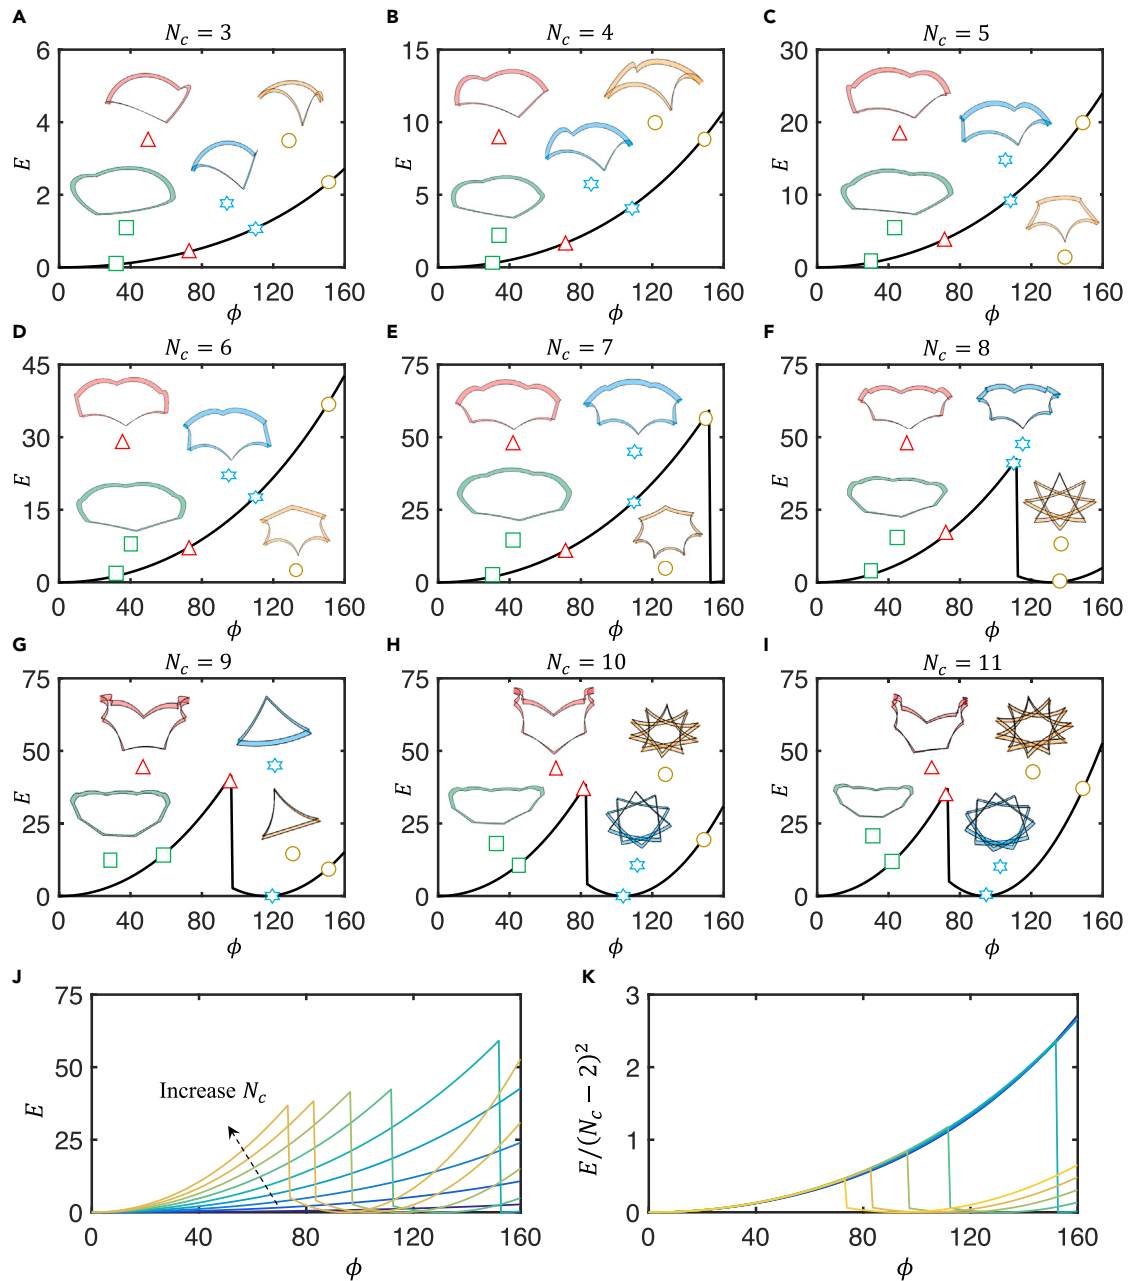 A
B
C
N_c = 3
N_c = 4
N_c = 5
6
4
2
0
E
0 40 80 120 160
ϕ
15
10
5
0
E
0 40 80 120 160
ϕ
30
20
10
0
E
0 40 80 120 160
ϕ
D
E
F
N_c = 6
N_c = 7
N_c = 8
45
30
15
0
E
0 40 80 120 160
ϕ
75
50
25
0
E
0 40 80 120 160
ϕ
75
50
25
0
E
0 40 80 120 160
ϕ
G
H
I
N_c = 9
N_c = 10
N_c = 11
75
50
25
0
E
0 40 80 120 160
ϕ
75
50
25
0
E
0 40 80 120 160
ϕ
75
50
25
0
E
0 40 80 120 160
ϕ
J
K
75
50
25
0
E
Increase N_c
0 40 80 120 160
ϕ
3
2
1
0
E/(N_c − 2)²
0 40 80 120 160
ϕ